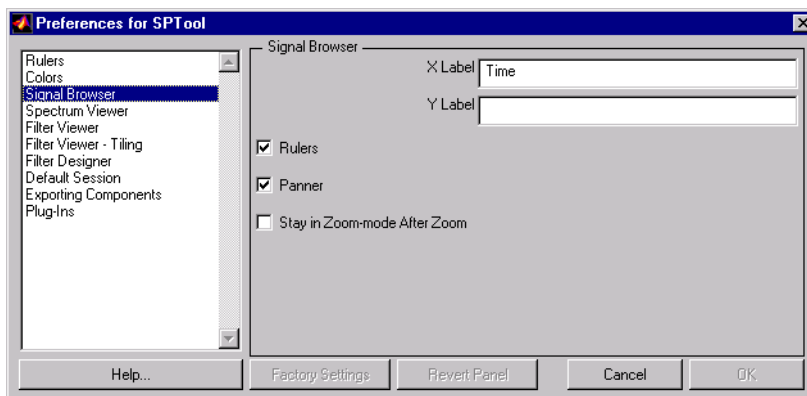 Preferences for SPTool
Rulers
Colors
Signal Browser
Spectrum Viewer
Filter Viewer
Filter Viewer - Tiling
Filter Designer
Default Session
Exporting Components
Plug-Ins
Signal Browser
X Label Time
Y Label
Rulers
Panner
Stay in Zoom-mode After Zoom
Help... Factory Settings Revert Panel Cancel OK